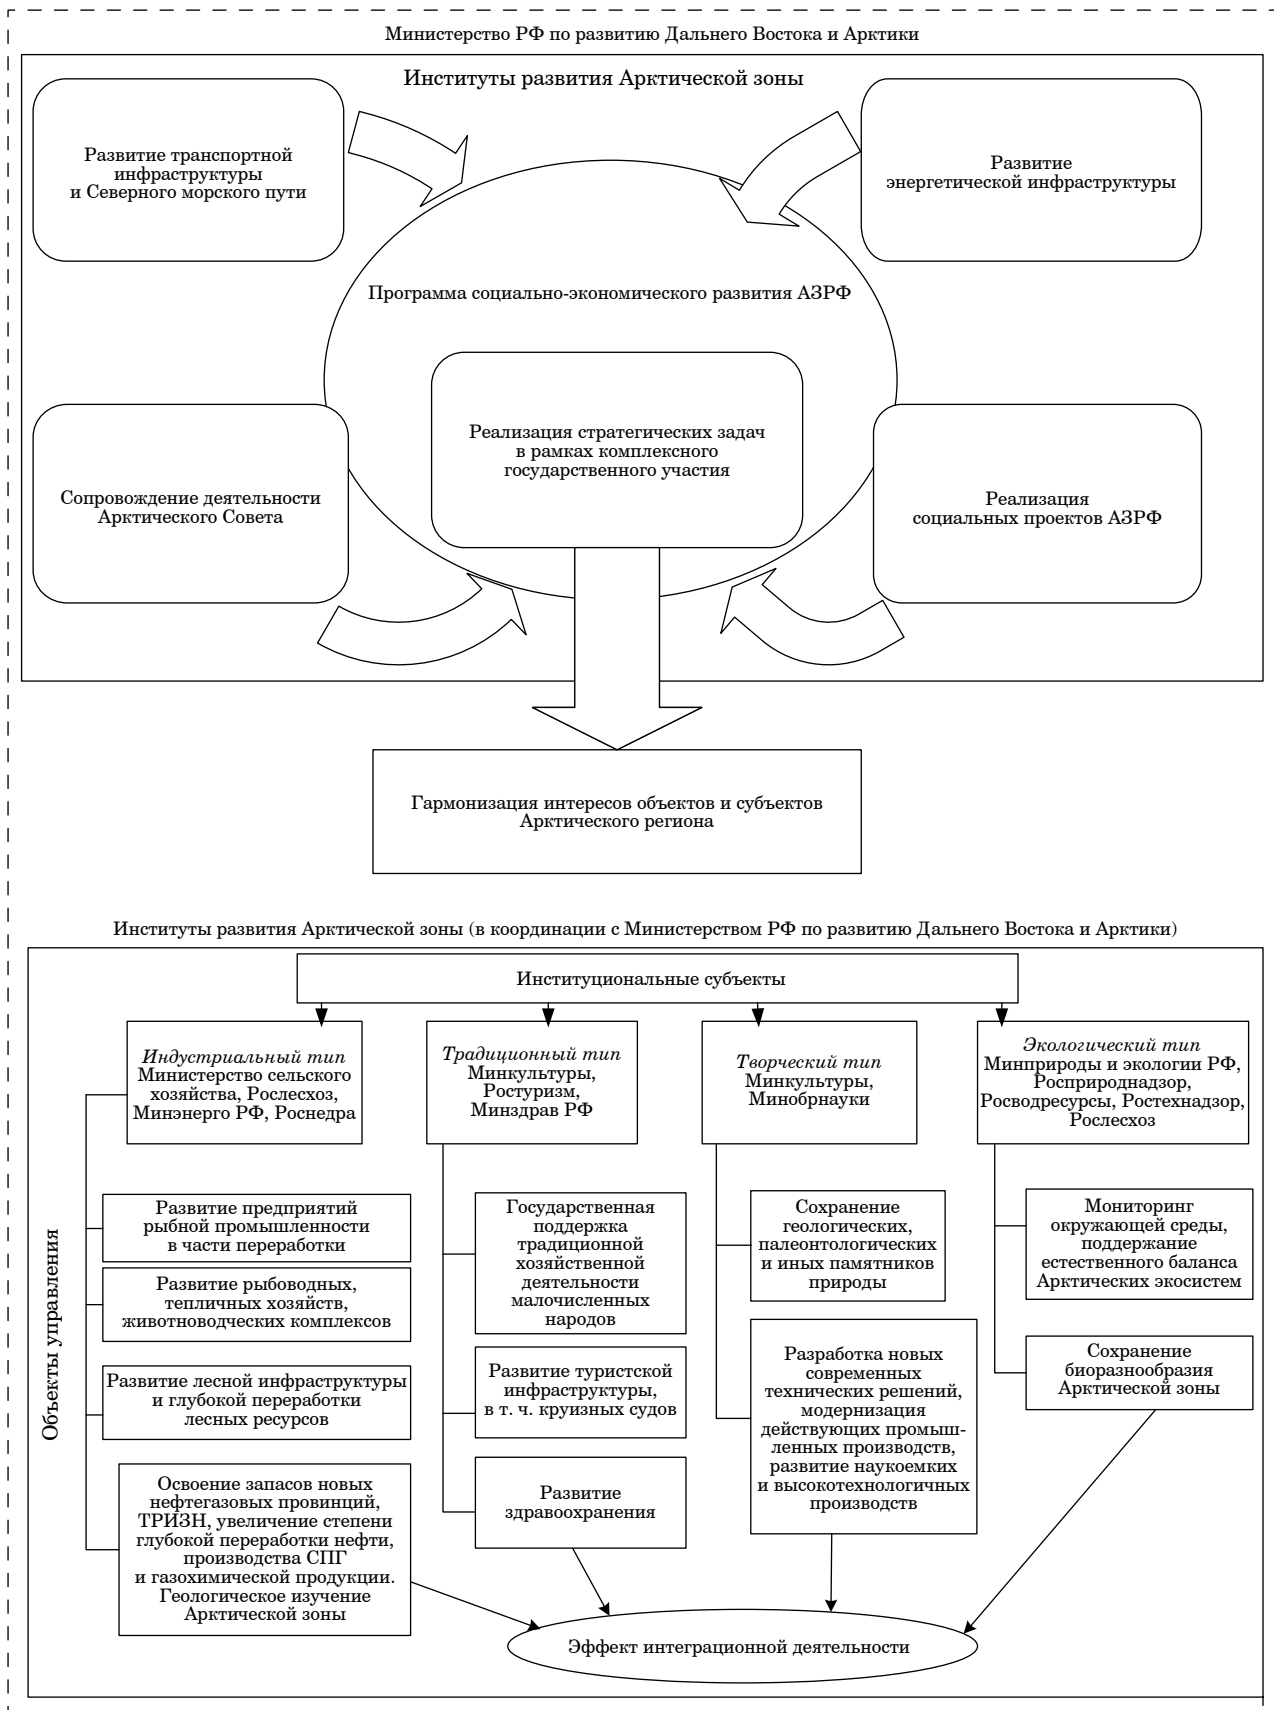 Министерство РФ по развитию Дальнего Востока и Арктики
Институты развития Арктической зоны
Развитие транспортной
инфраструктуры
и Северного морского пути
Развитие
энергетической инфраструктуры
Программа социально-экономического развития АЗРФ
Реализация стратегических задач
в рамках комплексного
государственного участия
Сопровождение деятельности
Арктического Совета
Реализация
социальных проектов АЗРФ
Гармонизация интересов объектов и субъектов
Арктического региона
Институты развития Арктической зоны (в координации с Министерством РФ по развитию Дальнего Востока и Арктики)
Институциональные субъекты
Индустриальный тип
Министерство сельского
хозяйства, Рослесхоз,
Минэнерго РФ, Роснедра
Традиционный тип
Минкультуры,
Ростуризм,
Минздрав РФ
Творческий тип
Минкультуры,
Минобрнауки
Экологический тип
Минприроды и экологии РФ,
Росприроднадзор,
Росводресурсы, Ростехнадзор,
Рослесхоз
Объекты управления
Развитие предприятий
рыбной промышленности
в части переработки
Развитие рыбоводных,
тепличных хозяйств,
животноводческих комплексов
Развитие лесной инфраструктуры
и глубокой переработки
лесных ресурсов
Освоение запасов новых
нефтегазовых провинций,
ТРИЗН, увеличение степени
глубокой переработки нефти,
производства СПГ
и газохимической продукции.
Геологическое изучение
Арктической зоны
Государственная
поддержка
традиционной
хозяйственной
деятельности
малочисленных
народов
Развитие туристской
инфраструктуры,
в т. ч. круизных судов
Развитие
здравоохранения
Сохранение
геологических,
палеонтологических
и иных памятников
природы
Разработка новых
современных
технических решений,
модернизация
действующих промыш-
ленных производств,
развитие наукоемких
и высокотехнологичных
производств
Мониторинг
окружающей среды,
поддержание
естественного баланса
Арктических экосистем
Сохранение
биоразнообразия
Арктической зоны
Эффект интеграционной деятельности